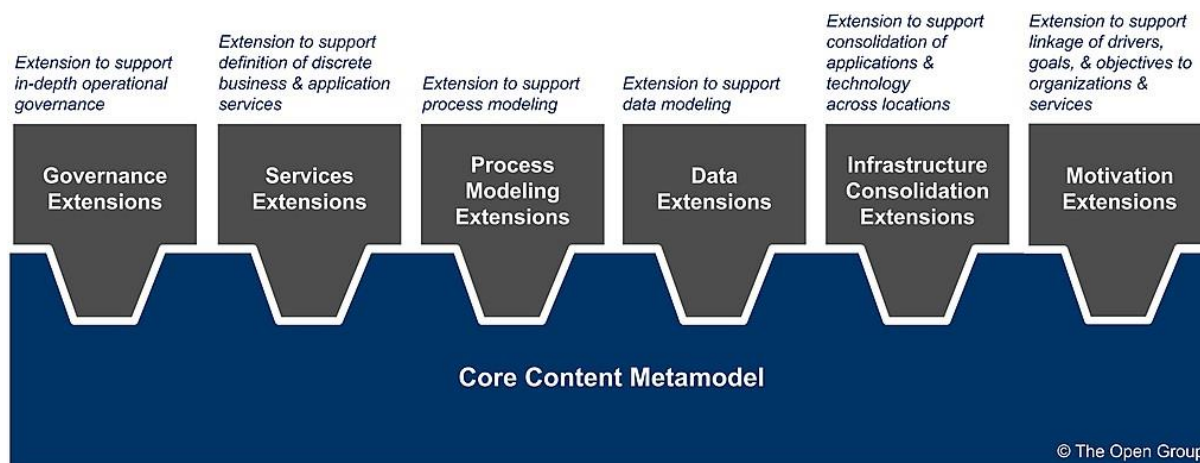 Extension to support
in-depth operational
governance
Extension to support
definition of discrete
business & application
services
Extension to support
process modeling
Extension to support
data modeling
Extension to support
consolidation of
applications &
technology
across locations
Extension to support
linkage of drivers,
goals, & objectives to
organizations &
services
Governance
Extensions
Services
Extensions
Process
Modeling
Extensions
Data
Extensions
Infrastructure
Consolidation
Extensions
Motivation
Extensions
Core Content Metamodel
© The Open Group